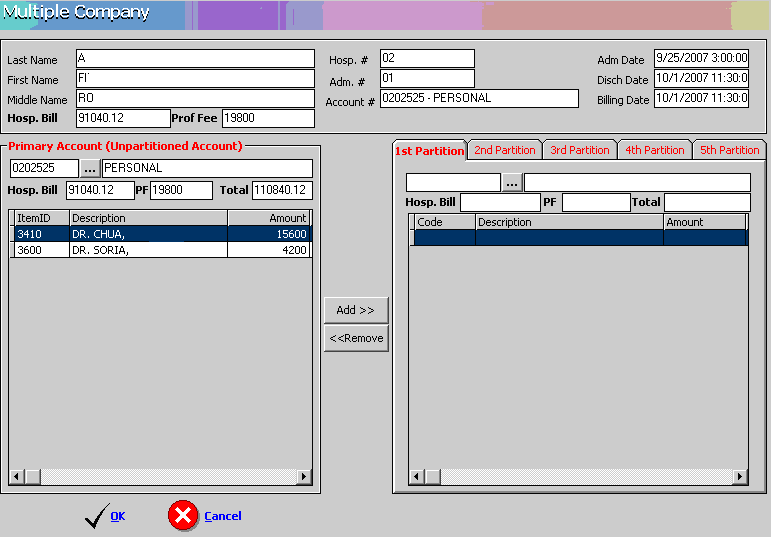 Multiple Company
Last Name A Hosp. # 02 Adm Date 9/25/2007 3:00:00
First Name FI Adm. # 01 Disch Date 10/1/2007 11:30:0
Middle Name RO Account # 0202525 - PERSONAL Billing Date 10/1/2007 11:30:0
Hosp. Bill 91040.12 Prof Fee 19800
Primary Account (Unpartitioned Account)
0202525 ... PERSONAL
Hosp. Bill 91040.12 PF 19800 Total 110840.12
ItemID Description Amount
3410 DR. CHUA, 15600
3600 DR. SORIA, 4200
Add >>
<<Remove
1st Partition 2nd Partition 3rd Partition 4th Partition 5th Partition
...
Hosp. Bill PF Total
Code Description Amount
OK Cancel